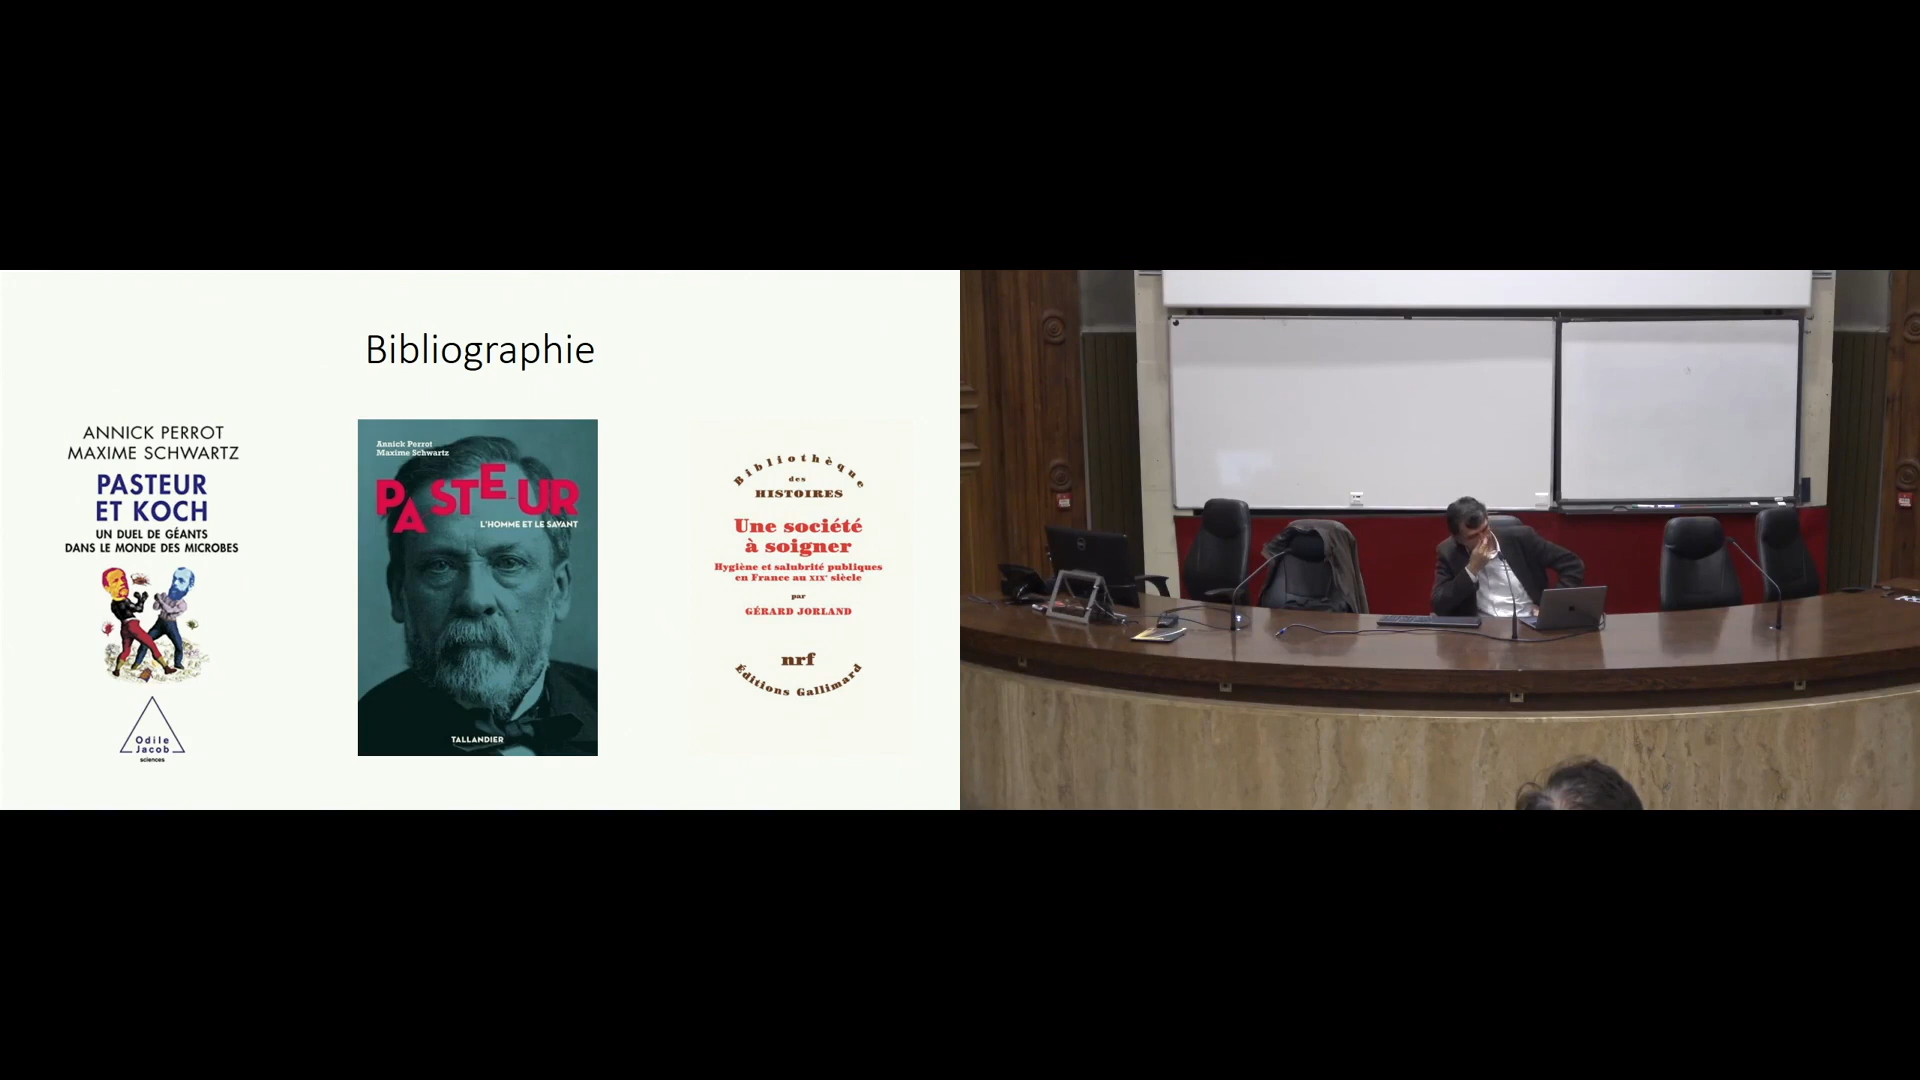 Bibliographie
ANNICK PERROT
MAXIME SCHWARTZ
PASTEUR
ET KOCH
UN DUEL DE GÉANTS
DANS LE MONDE DES MICROBES
Odile
Jacob
sciences
Annick Perrot
Maxime Schwartz
PASTEUR
L'HOMME ET LE SAVANT
TALLANDIER
Bibliothèque
des
HISTOIRES
Une société
à soigner
Hygiène et salubrité publiques
en France au XIXe siècle
par
GÉRARD JORLAND
nrf
Éditions Gallimard